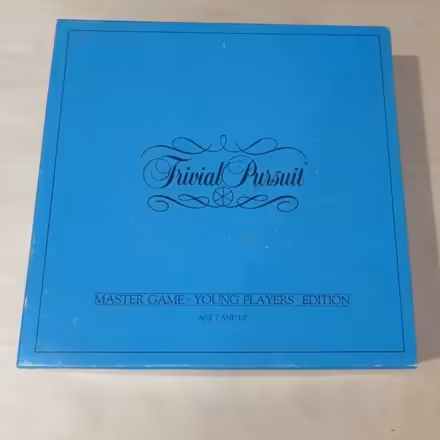 Trivial Pursuit
MASTER GAME - YOUNG PLAYERS' EDITION
AGE 7 AND UP